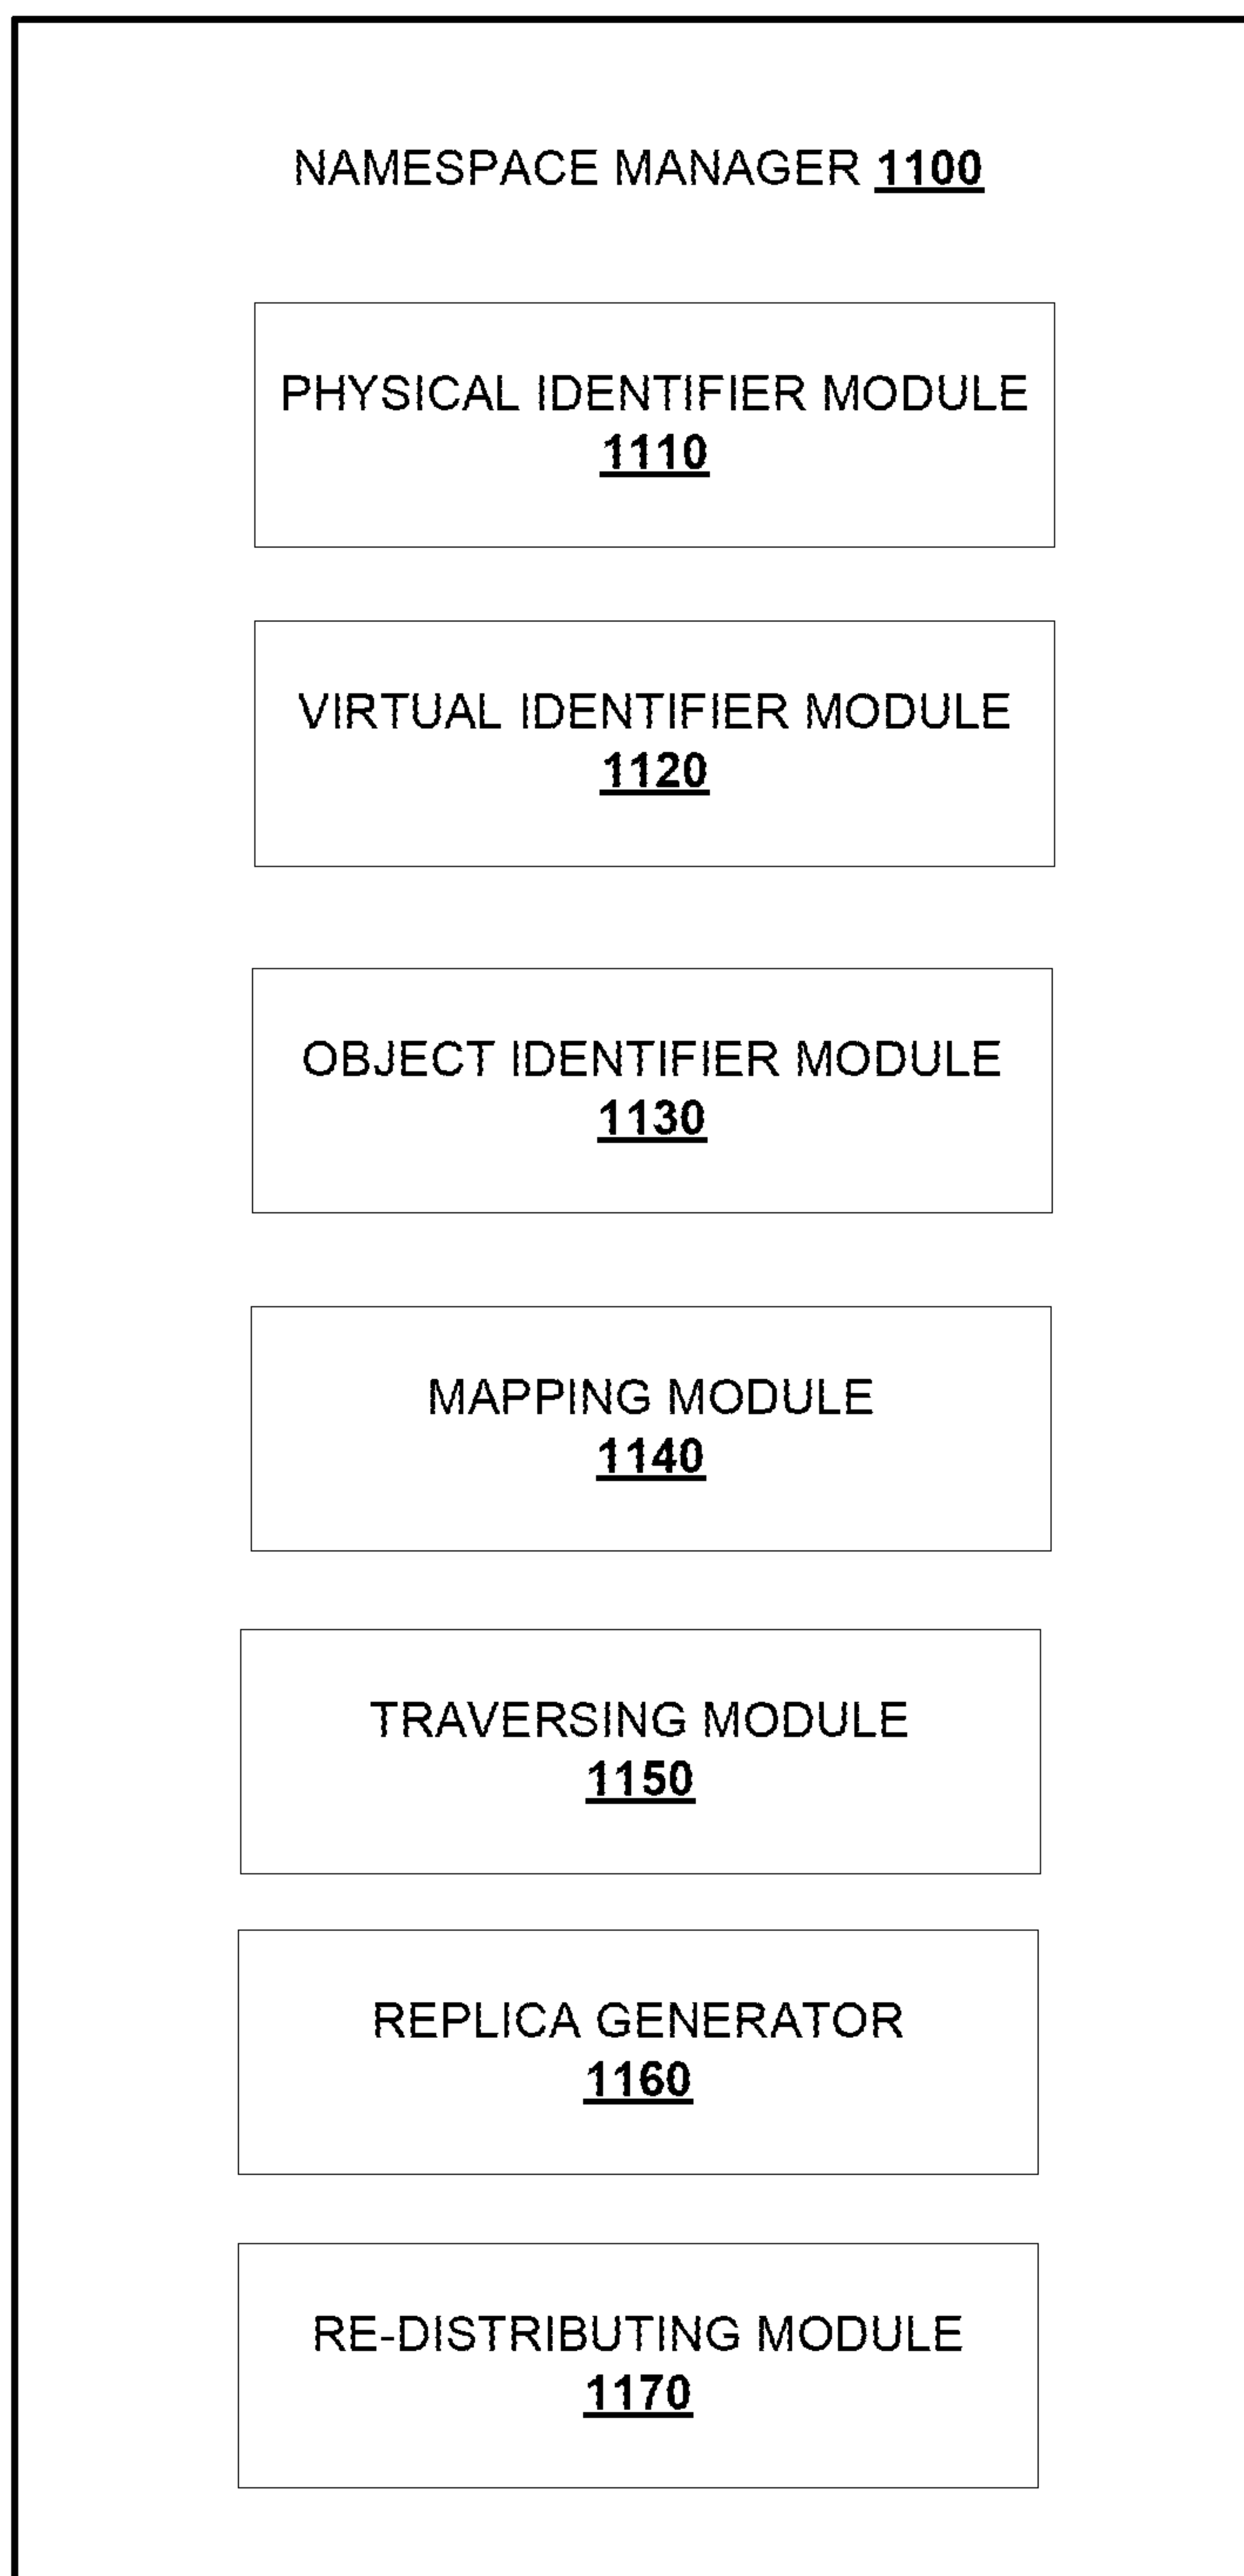 NAMESPACE MANAGER 1100
PHYSICAL IDENTIFIER MODULE
1110
VIRTUAL IDENTIFIER MODULE
1120
OBJECT IDENTIFIER MODULE
1130
MAPPING MODULE
1140
TRAVERSING MODULE
1150
REPLICA GENERATOR
1160
RE-DISTRIBUTING MODULE
1170